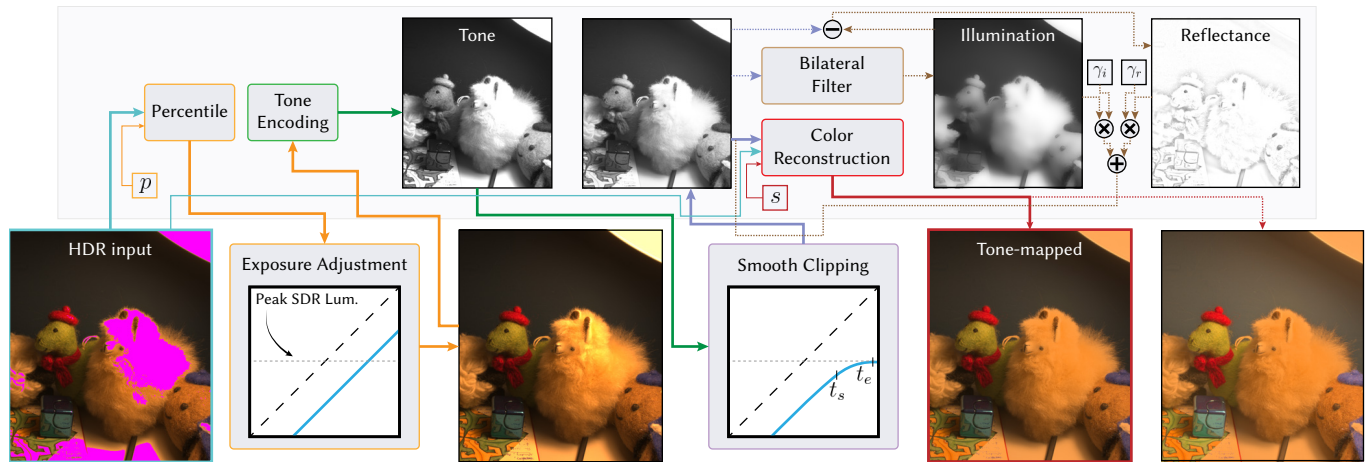 Tone
Illumination
Reflectance
Bilateral
Filter
γi
γr
Percentile
Tone
Encoding
Color
Reconstruction
p
s
HDR input
Exposure Adjustment
Smooth Clipping
Tone-mapped
Peak SDR Lum.
ts
te